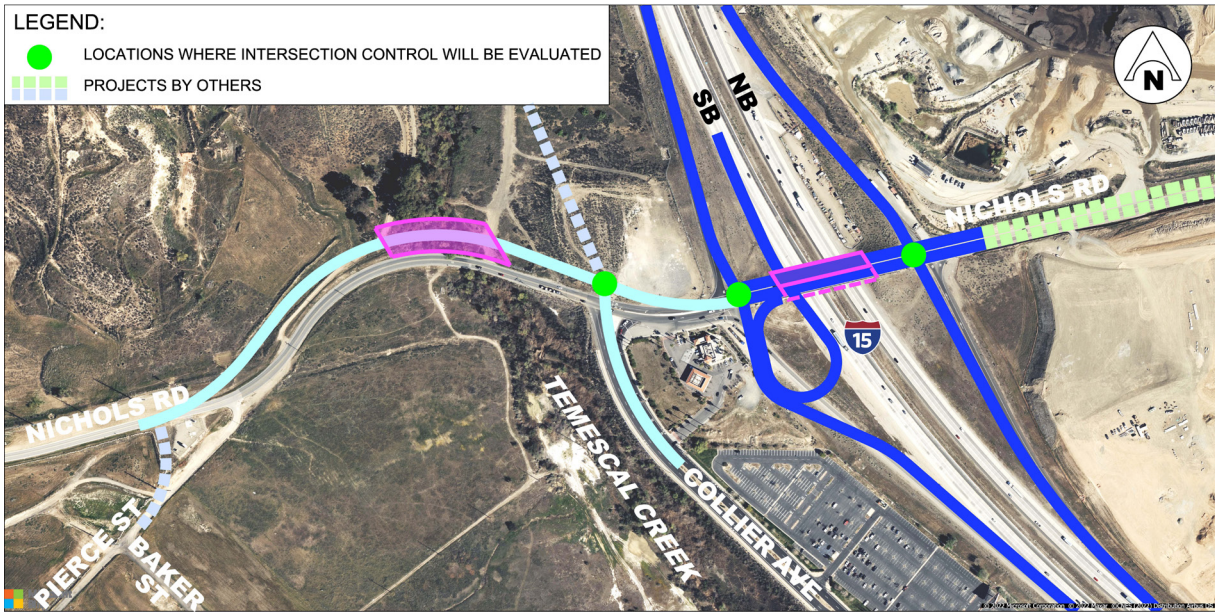 LEGEND:
LOCATIONS WHERE INTERSECTION CONTROL WILL BE EVALUATED
PROJECTS BY OTHERS
N
SB
NB
NICHOLS RD
15
NICHOLS RD
TEMESCAL CREEK
COLLIER AVE
PIERCE ST
BAKER
ST